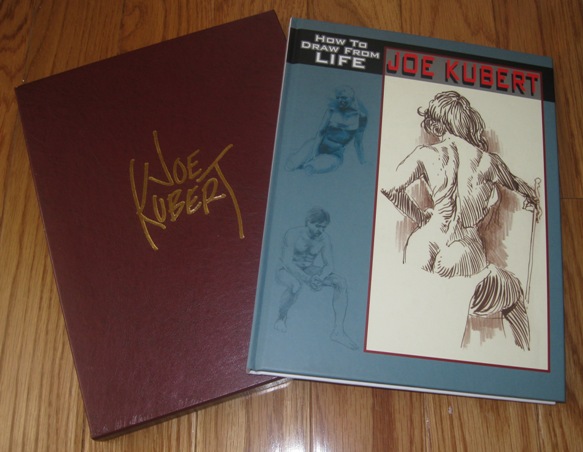 JOE
KUBERT
HOW TO
DRAW FROM
LIFE
JOE KUBERT